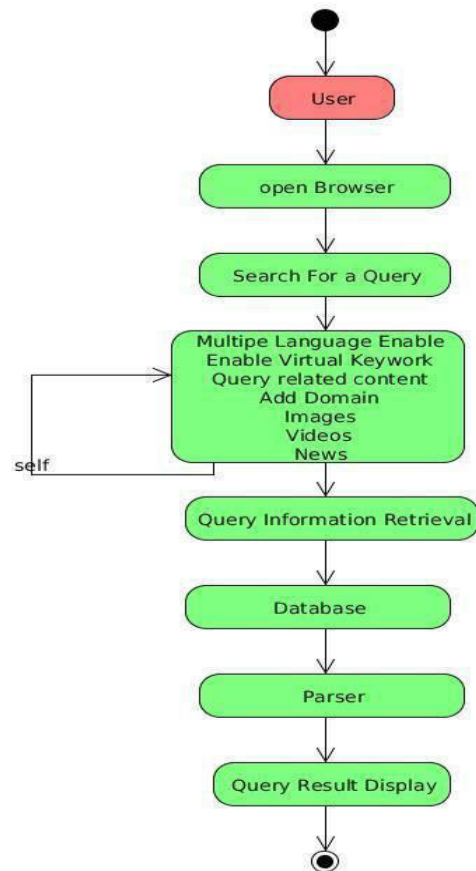 User
open Browser
Search For a Query
Multipe Language Enable
Enable Virtual Keywork
Query related content
Add Domain
Images
Videos
News
self
Query Information Retrieval
Database
Parser
Query Result Display